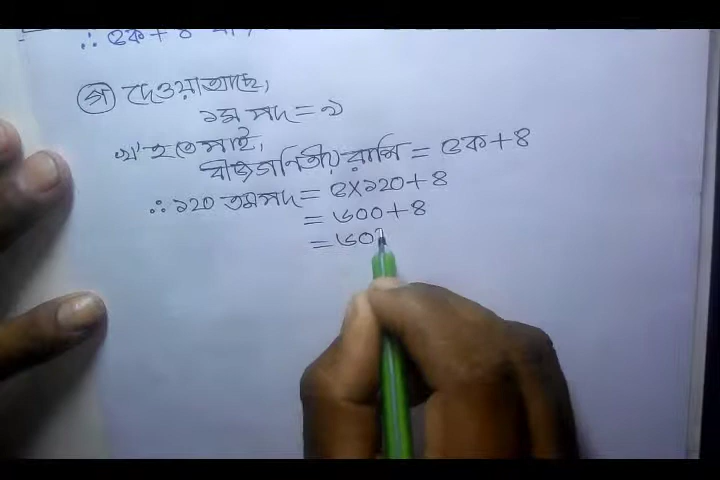 ∴ ৫ক + ৪
গ দেওয়া আছে,
১ম পদ = ৯
'খ' হতে পাই,
বীজগণিতীয় রাশি = ৫ক + ৪
∴ ১২০ তম পদ = ৫×১২০ + ৪
= ৬০০ + ৪
= ৬০